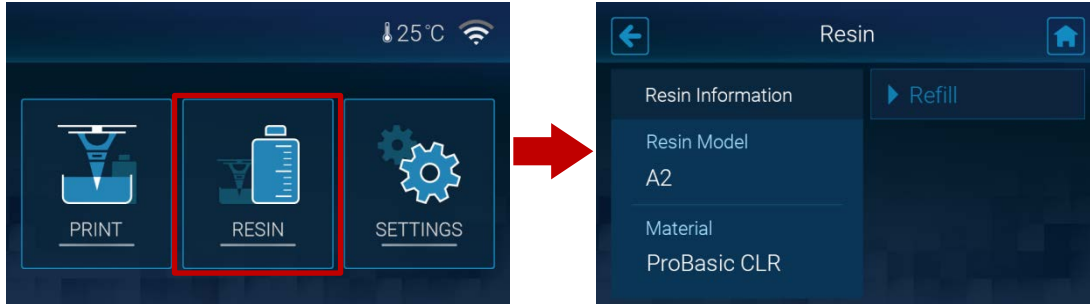 25°C
PRINT
RESIN
SETTINGS
Resin
Resin Information
Refill
Resin Model
A2
Material
ProBasic CLR